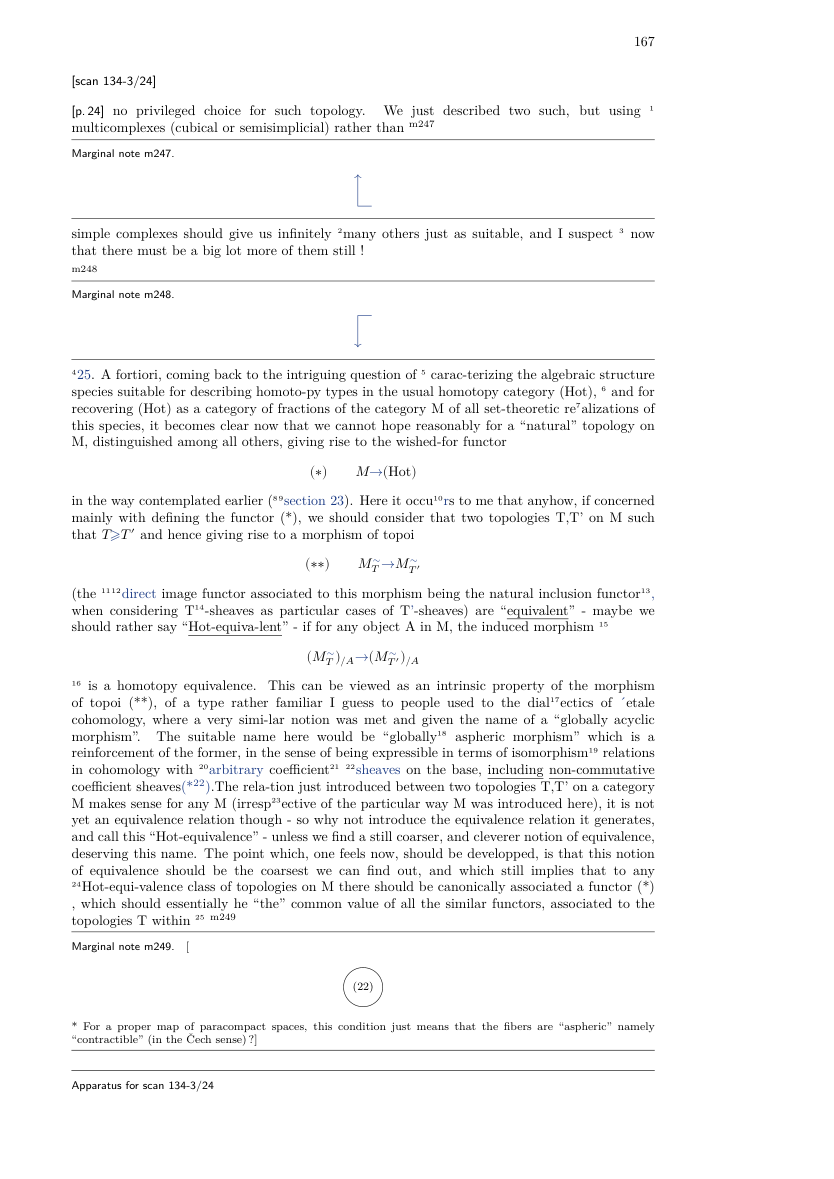 167
[scan 134-3/24]
[p. 24] no privileged choice for such topology. We just described two such, but using ¹
multicomplexes (cubical or semisimplicial) rather than m247
Marginal note m247.
simple complexes should give us infinitely ²many others just as suitable, and I suspect ³ now
that there must be a big lot more of them still !
m248
Marginal note m248.
⁴25. A fortiori, coming back to the intriguing question of ⁵ carac-terizing the algebraic structure
species suitable for describing homoto-py types in the usual homotopy category (Hot), ⁶ and for
recovering (Hot) as a category of fractions of the category M of all set-theoretic re⁷alizations of
this species, it becomes clear now that we cannot hope reasonably for a “natural” topology on
M, distinguished among all others, giving rise to the wished-for functor
(∗) M→(Hot)
in the way contemplated earlier (⁸⁹section 23). Here it occu¹⁰rs to me that anyhow, if concerned
mainly with defining the functor (*), we should consider that two topologies T,T’ on M such
that T⩾T′ and hence giving rise to a morphism of topoi
(∗∗) M_T^∼→M_{T′}^∼
(the ¹¹¹²direct image functor associated to this morphism being the natural inclusion functor¹³,
when considering T¹⁴-sheaves as particular cases of T’-sheaves) are “equivalent” - maybe we
should rather say “Hot-equiva-lent” - if for any object A in M, the induced morphism ¹⁵
(M_T^∼)_{/A}→(M_{T′}^∼)_{/A}
¹⁶ is a homotopy equivalence. This can be viewed as an intrinsic property of the morphism
of topoi (**), of a type rather familiar I guess to people used to the dial¹⁷ectics of ´etale
cohomology, where a very simi-lar notion was met and given the name of a “globally acyclic
morphism”. The suitable name here would be “globally¹⁸ aspheric morphism” which is a
reinforcement of the former, in the sense of being expressible in terms of isomorphism¹⁹ relations
in cohomology with ²⁰arbitrary coefficient²¹ ²²sheaves on the base, including non-commutative
coefficient sheaves(*22).The rela-tion just introduced between two topologies T,T’ on a category
M makes sense for any M (irresp²³ective of the particular way M was introduced here), it is not
yet an equivalence relation though - so why not introduce the equivalence relation it generates,
and call this “Hot-equivalence” - unless we find a still coarser, and cleverer notion of equivalence,
deserving this name. The point which, one feels now, should be developped, is that this notion
of equivalence should be the coarsest we can find out, and which still implies that to any
²⁴Hot-equi-valence class of topologies on M there should be canonically associated a functor (*)
, which should essentially he “the” common value of all the similar functors, associated to the
topologies T within ²⁵ m249
Marginal note m249. [
(22)
* For a proper map of paracompact spaces, this condition just means that the fibers are “aspheric” namely
“contractible” (in the Čech sense) ?]
Apparatus for scan 134-3/24